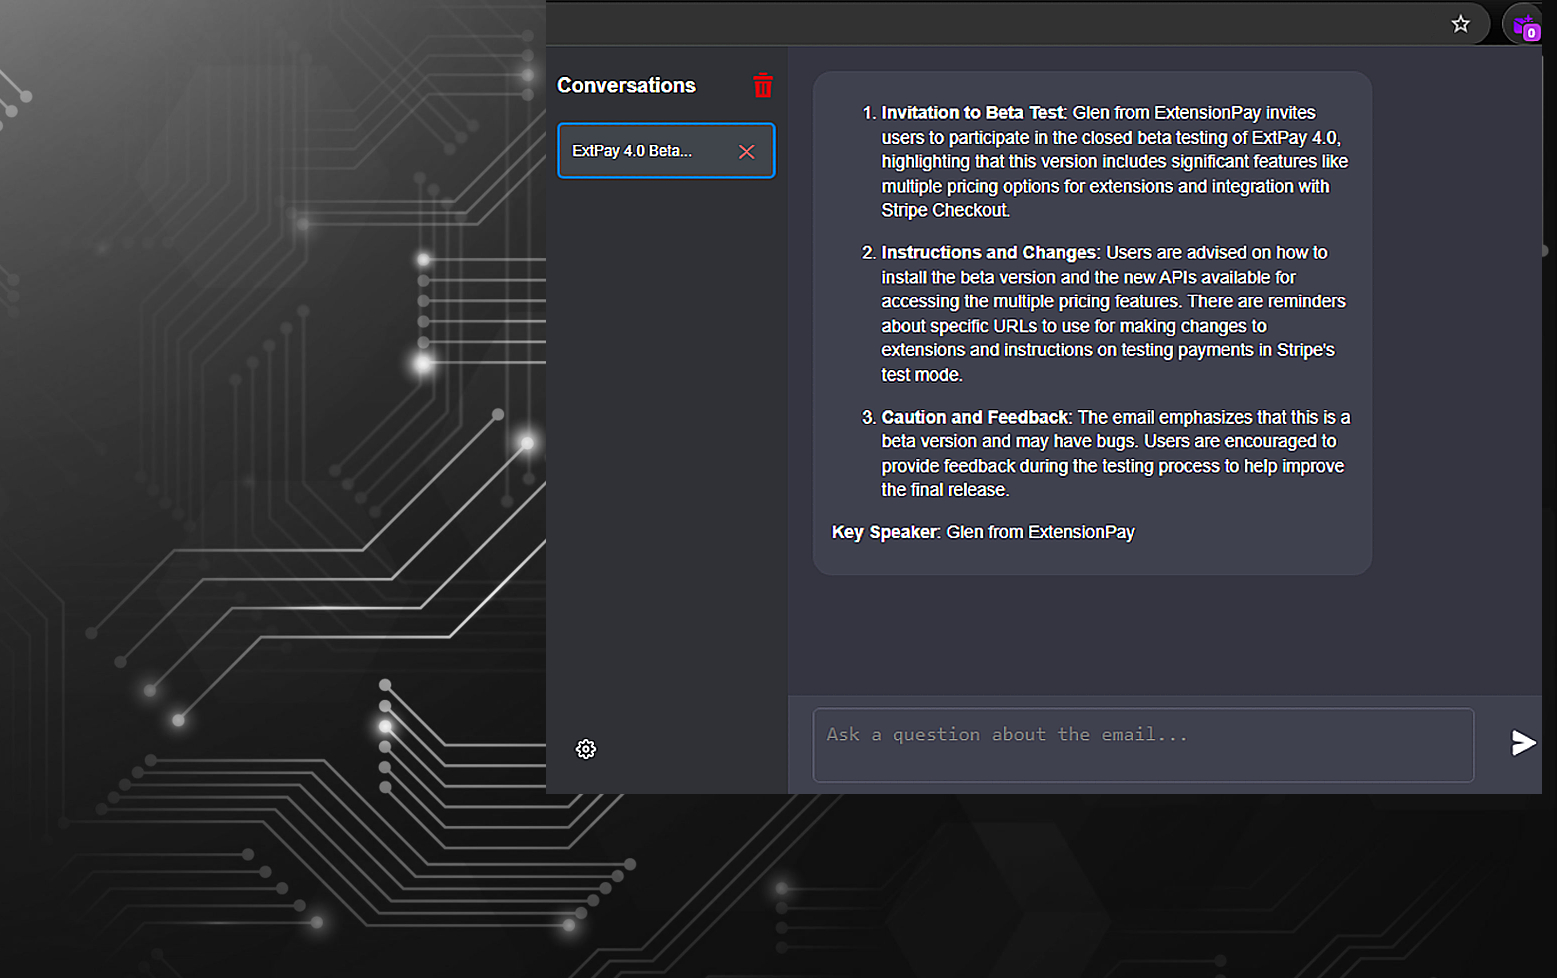 0
Conversations
ExtPay 4.0 Beta...
1. Invitation to Beta Test: Glen from ExtensionPay invites
users to participate in the closed beta testing of ExtPay 4.0,
highlighting that this version includes significant features like
multiple pricing options for extensions and integration with
Stripe Checkout.
2. Instructions and Changes: Users are advised on how to
install the beta version and the new APIs available for
accessing the multiple pricing features. There are reminders
about specific URLs to use for making changes to
extensions and instructions on testing payments in Stripe's
test mode.
3. Caution and Feedback: The email emphasizes that this is a
beta version and may have bugs. Users are encouraged to
provide feedback during the testing process to help improve
the final release.
Key Speaker: Glen from ExtensionPay
Ask a question about the email...